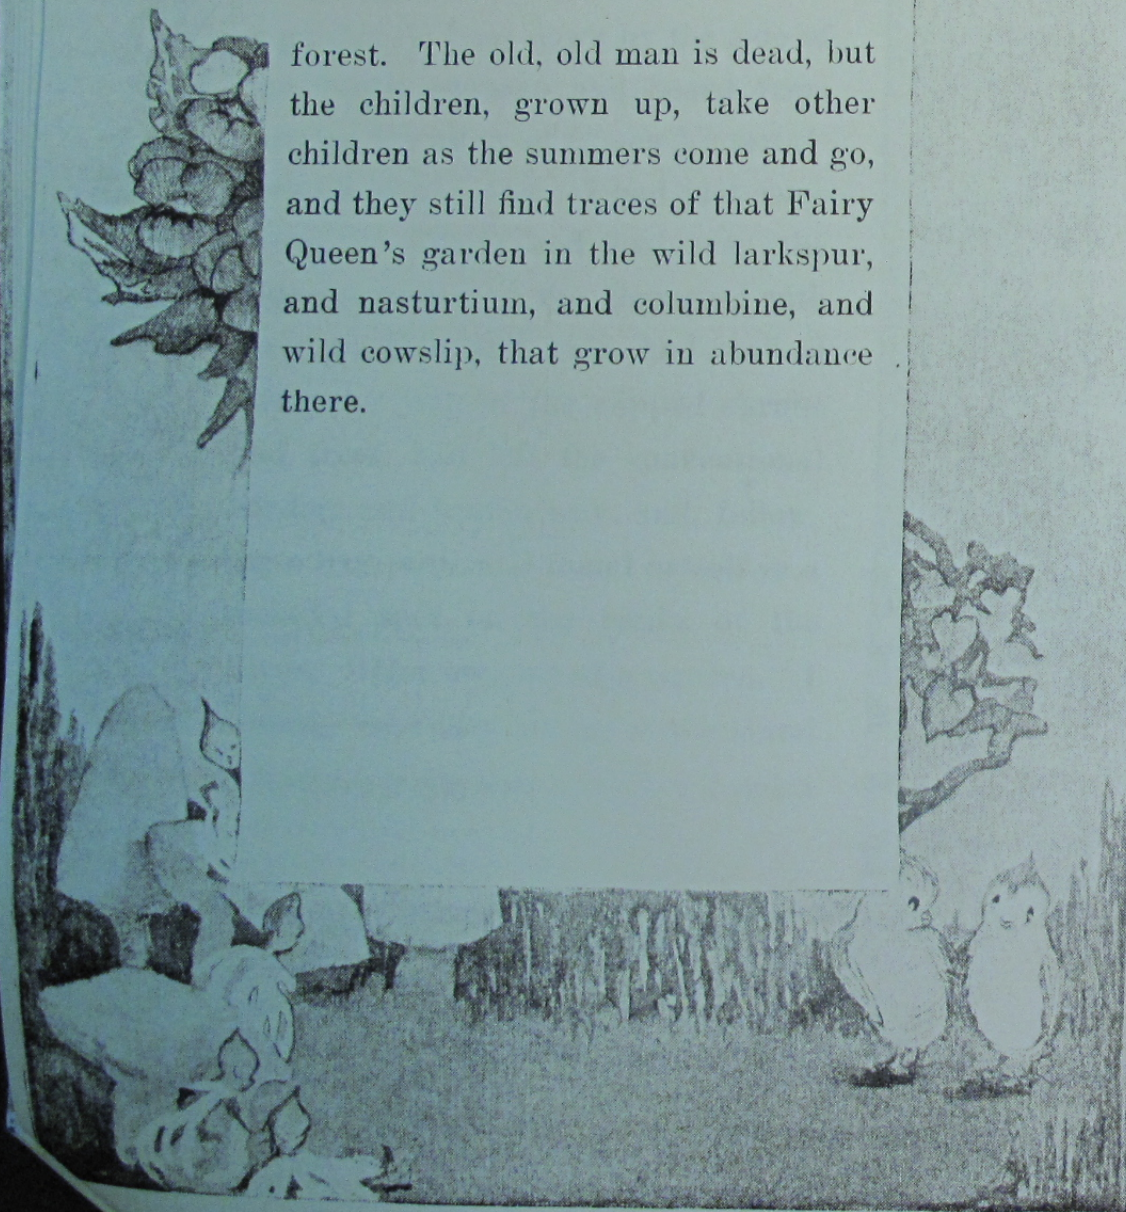 forest. The old, old man is dead, but
the children, grown up, take other
children as the summers come and go,
and they still find traces of that Fairy
Queen's garden in the wild larkspur,
and nasturtium, and columbine, and
wild cowslip, that grow in abundance
there.